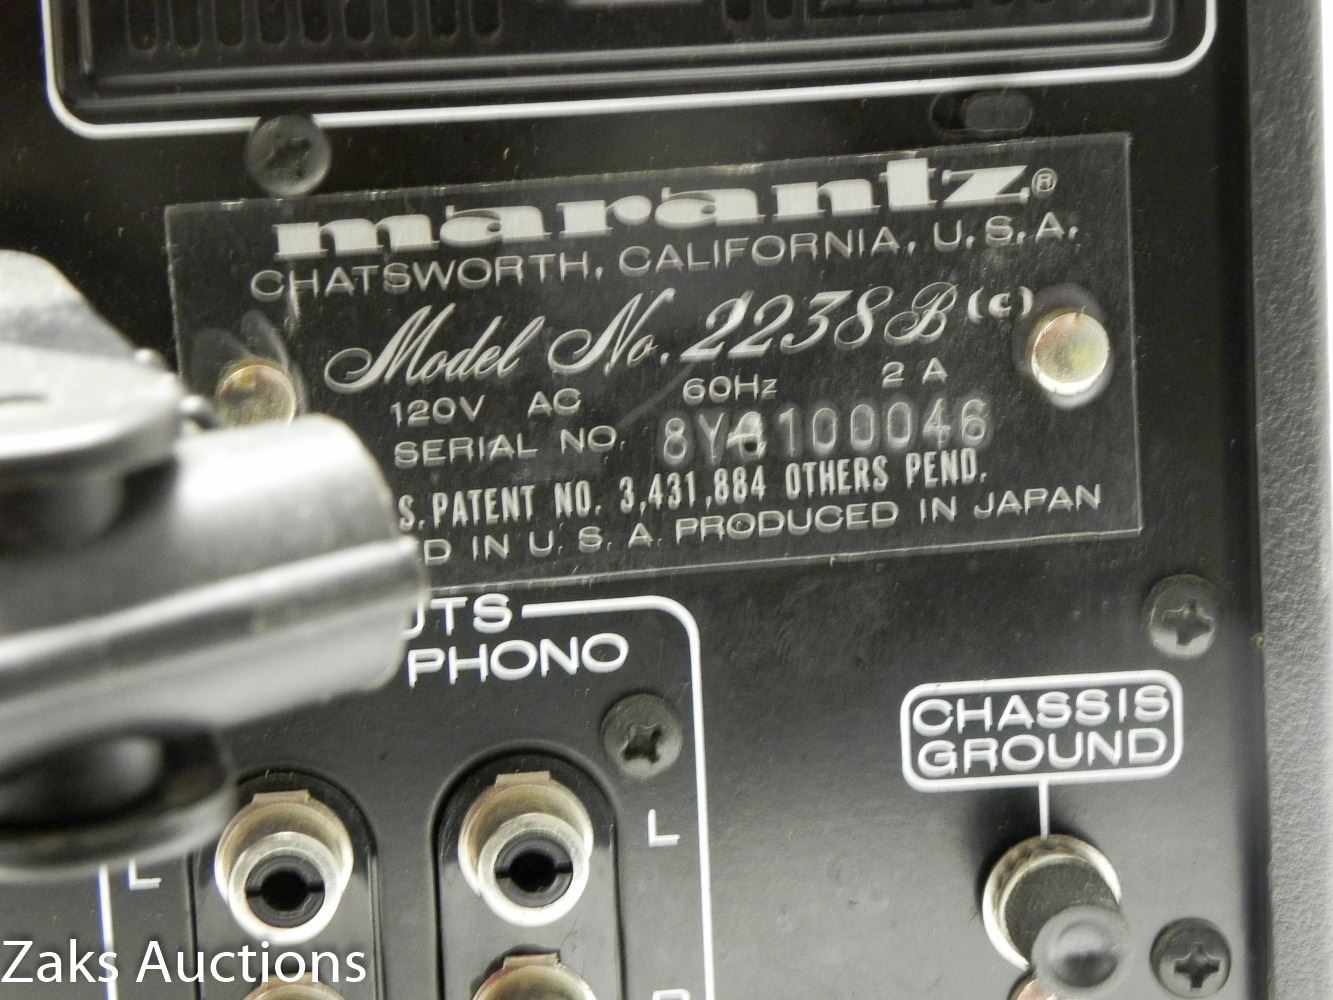 marantz®
CHATSWORTH, CALIFORNIA, U.S.A.
Model No. 2238B (c)
120V AC 60Hz 2 A
SERIAL NO. 100046
S. PATENT NO. 3,431,884 OTHERS PEND.
D IN U. S. A. PRODUCED IN JAPAN
UTS
PHONO
CHASSIS
GROUND
L
L
R
Zaks Auctions